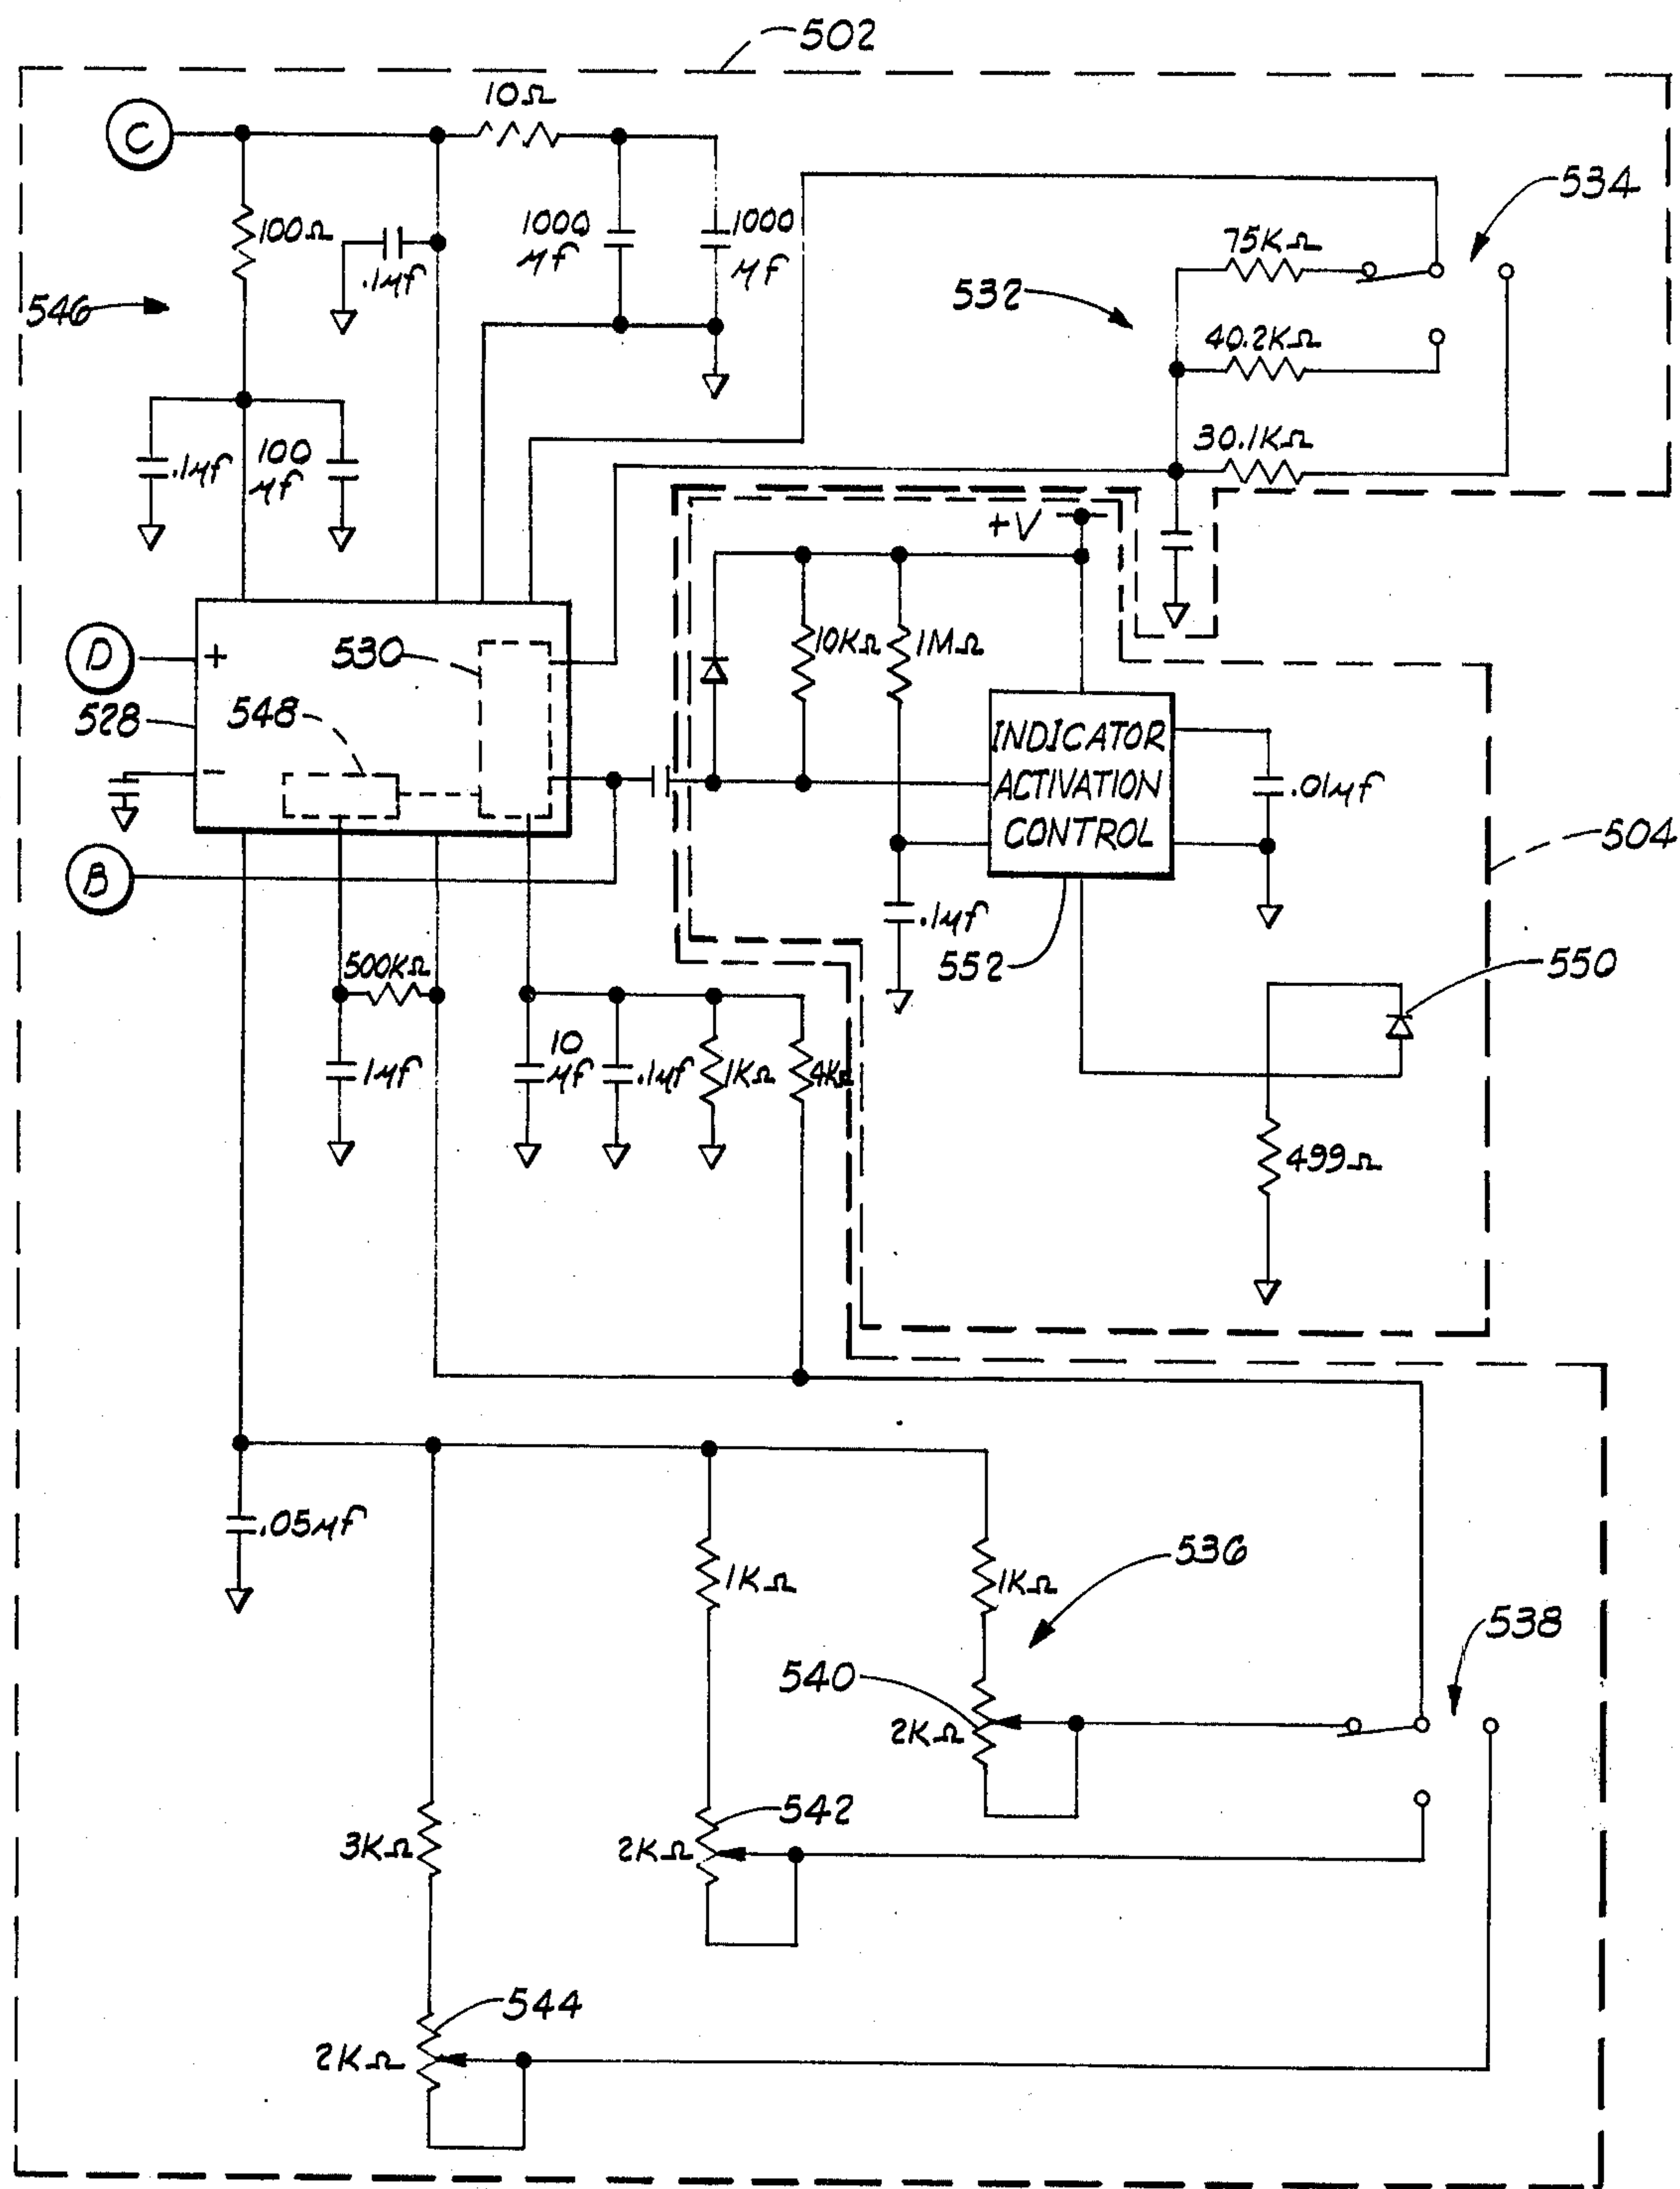 502
C
10Ω
100Ω
.1μf
1000
μf
1000
μf
534
75KΩ
532
546
40.2KΩ
30.1KΩ
.1μf
100
μf
+V
D
+
530
528
548
−
10KΩ
1MΩ
INDICATOR
ACTIVATION
CONTROL
.01μf
504
B
.1μf
552
550
500KΩ
1μf
10
μf
.1μf
1KΩ
4KΩ
499Ω
.05μf
1KΩ
1KΩ
536
538
540
2KΩ
542
2KΩ
3KΩ
544
2KΩ